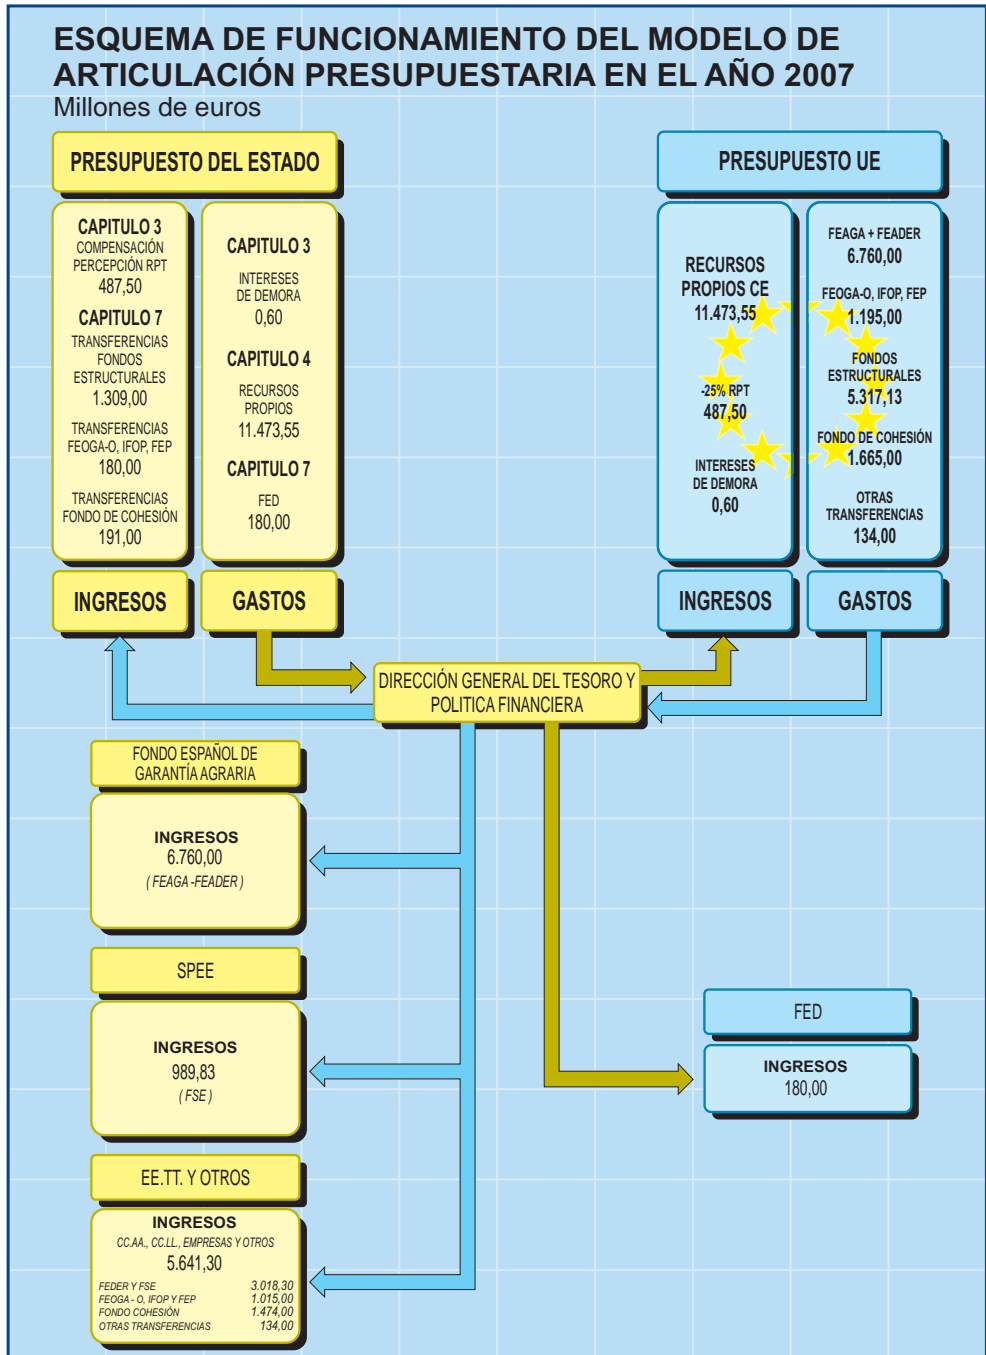 ESQUEMA DE FUNCIONAMIENTO DEL MODELO DE
ARTICULACIÓN PRESUPUESTARIA EN EL AÑO 2007
Millones de euros
PRESUPUESTO DEL ESTADO
CAPITULO 3
COMPENSACIÓN
PERCEPCIÓN RPT
487,50
CAPITULO 7
TRANSFERENCIAS
FONDOS
ESTRUCTURALES
1.309,00
TRANSFERENCIAS
FEOGA-O, IFOP, FEP
180,00
TRANSFERENCIAS
FONDO DE COHESIÓN
191,00
INGRESOS
CAPITULO 3
INTERESES
DE DEMORA
0,60
CAPITULO 4
RECURSOS
PROPIOS
11.473,55
CAPITULO 7
FED
180,00
GASTOS
PRESUPUESTO UE
RECURSOS
PROPIOS CE
11.473,55
-25% RPT
487,50
INTERESES
DE DEMORA
0,60
INGRESOS
FEAGA + FEADER
6.760,00
FEOGA-O, IFOP, FEP
1.195,00
FONDOS
ESTRUCTURALES
5.317,13
FONDO DE COHESIÓN
1.665,00
OTRAS
TRANSFERENCIAS
134,00
GASTOS
DIRECCIÓN GENERAL DEL TESORO Y
POLITICA FINANCIERA
FONDO ESPAÑOL DE
GARANTÍA AGRARIA
INGRESOS
6.760,00
( FEAGA -FEADER )
SPEE
INGRESOS
989,83
( FSE )
EE.TT. Y OTROS
INGRESOS
CC.AA., CC.LL., EMPRESAS Y OTROS
5.641,30
FEDER Y FSE 3.018,30
FEOGA - O, IFOP Y FEP 1.015,00
FONDO COHESIÓN 1.474,00
OTRAS TRANSFERENCIAS 134,00
FED
INGRESOS
180,00